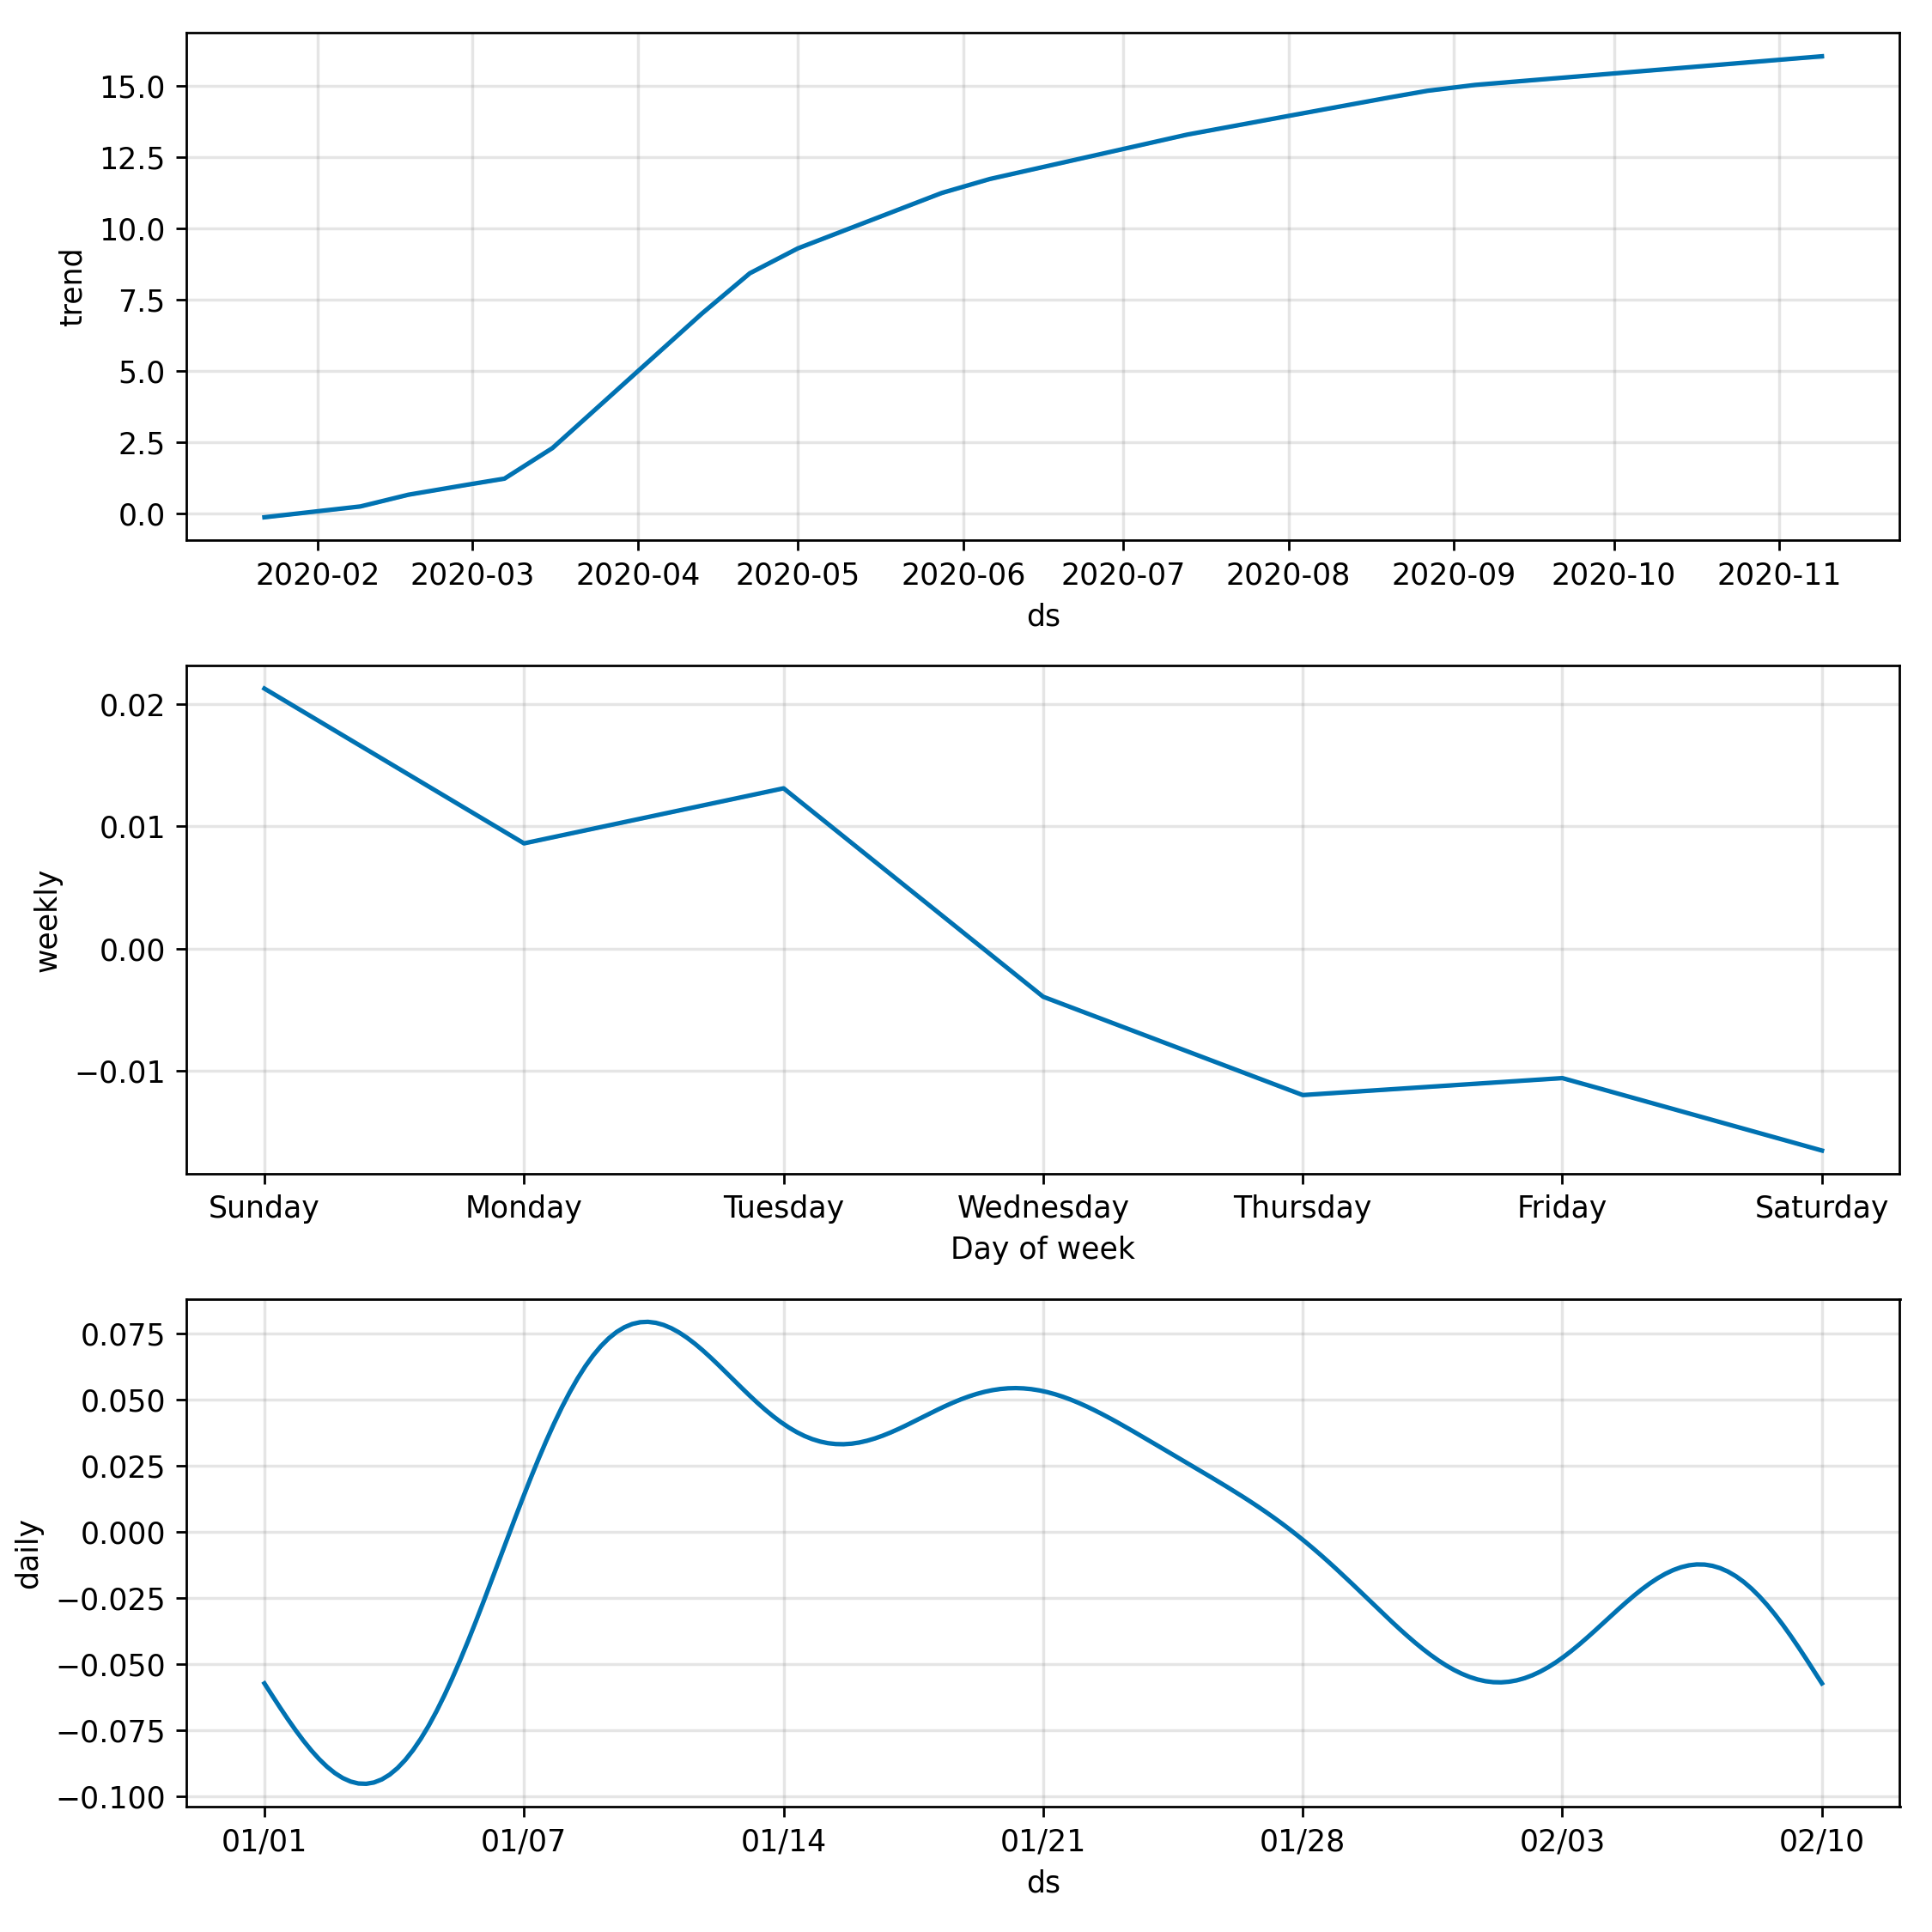 trend
15.0
12.5
10.0
7.5
5.0
2.5
0.0
2020-02 2020-03 2020-04 2020-05 2020-06 2020-07 2020-08 2020-09 2020-10 2020-11
ds
weekly
0.02
0.01
0.00
−0.01
Sunday Monday Tuesday Wednesday Thursday Friday Saturday
Day of week
daily
0.075
0.050
0.025
0.000
−0.025
−0.050
−0.075
−0.100
01/01 01/07 01/14 01/21 01/28 02/03 02/10
ds